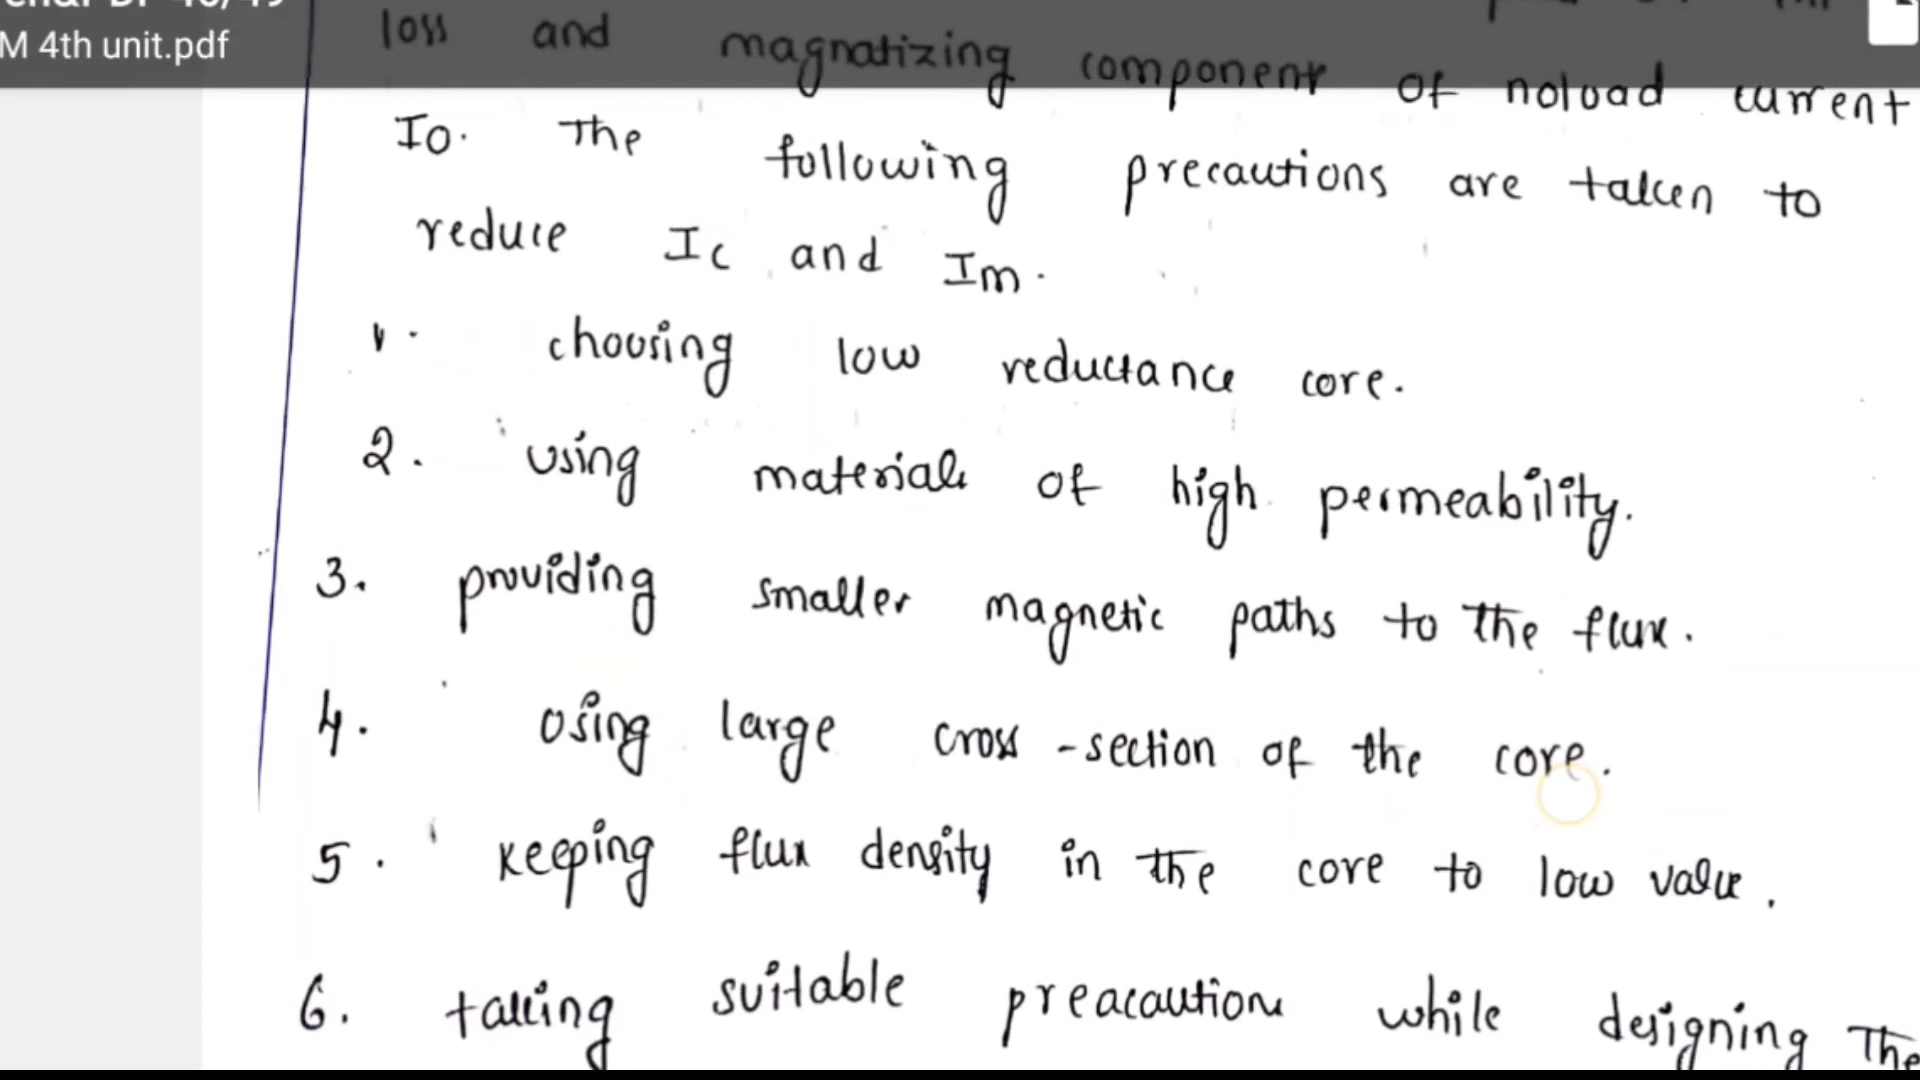 M 4th unit.pdf
loss and magnatizing component of noload current
Io. The following precautions are taken to
reduce Ic and Im.
1. choosing low reductance core.
2. using materials of high permeability.
3. providing smaller magnetic paths to the flux.
4. Using large cross-section of the core.
5. Keeping flux density in the core to low value.
6. taking suitable preacautions while designing The